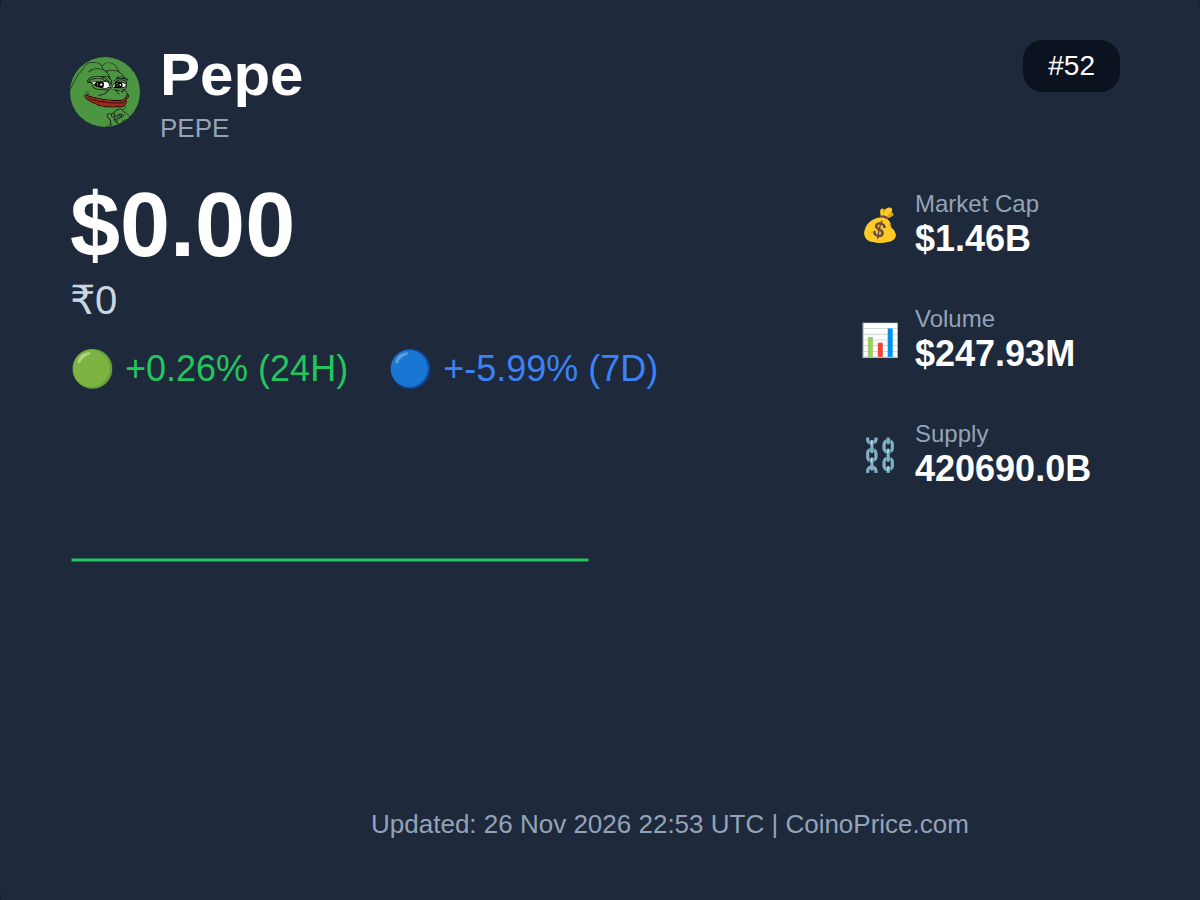 Pepe
PEPE
#52
$0.00
₹0
+0.26% (24H)
+-5.99% (7D)
Market Cap
$1.46B
Volume
$247.93M
Supply
420690.0B
Updated: 26 Nov 2026 22:53 UTC | CoinoPrice.com